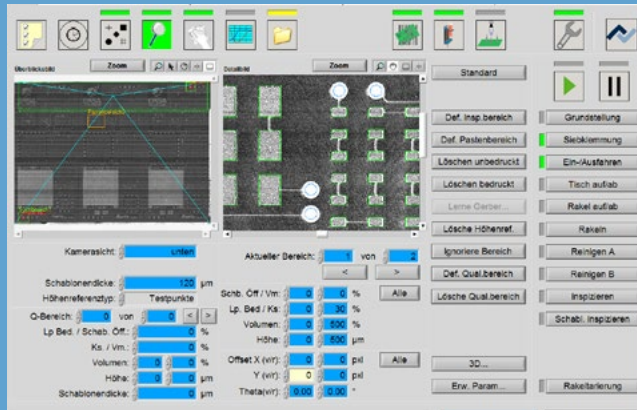 Überblicksbild
Zoom
Detailbild
Zoom
Standard
Def. Insp.bereich
Def. Pastenbereich
Löschen unbedruckt
Löschen bedruckt
Lerne Gerber...
Lösche Höhenref.
Ignoriere Bereich
Def. Qual.bereich
Lösche Qual.bereich
3D...
Erw. Param...
Grundstellung
Siebklemmung
Ein-/Ausfahren
Tisch auf/ab
Rakel auf/ab
Rakeln
Reinigen A
Reinigen B
Inspizieren
Schabl. Inspizieren
Rakeltarierung
Kamerasicht: unten
Schablonendicke: 120 µm
Höhenreferenztyp: Testpunkte
Q-Bereich: 0 von 0 < >
Lp Bed. / Schab. Öff.: 0 %
Ks. / Vm.: 0 %
Volumen: 0 0 %
Höhe: 0 0 µm
Schablonendicke: 0 µm
Aktueller Bereich: 1 von 2
< >
Schb. Öff / Vm: 0 0 % Alle
Lp. Bed / Ks: 0 30 %
Volumen: 0 500 %
Höhe: 0 500 µm
Offset X (v/r): 0 0 pxl Alle
Y (v/r): 0 0 pxl
Theta(v/r): 0.00 0.00 °